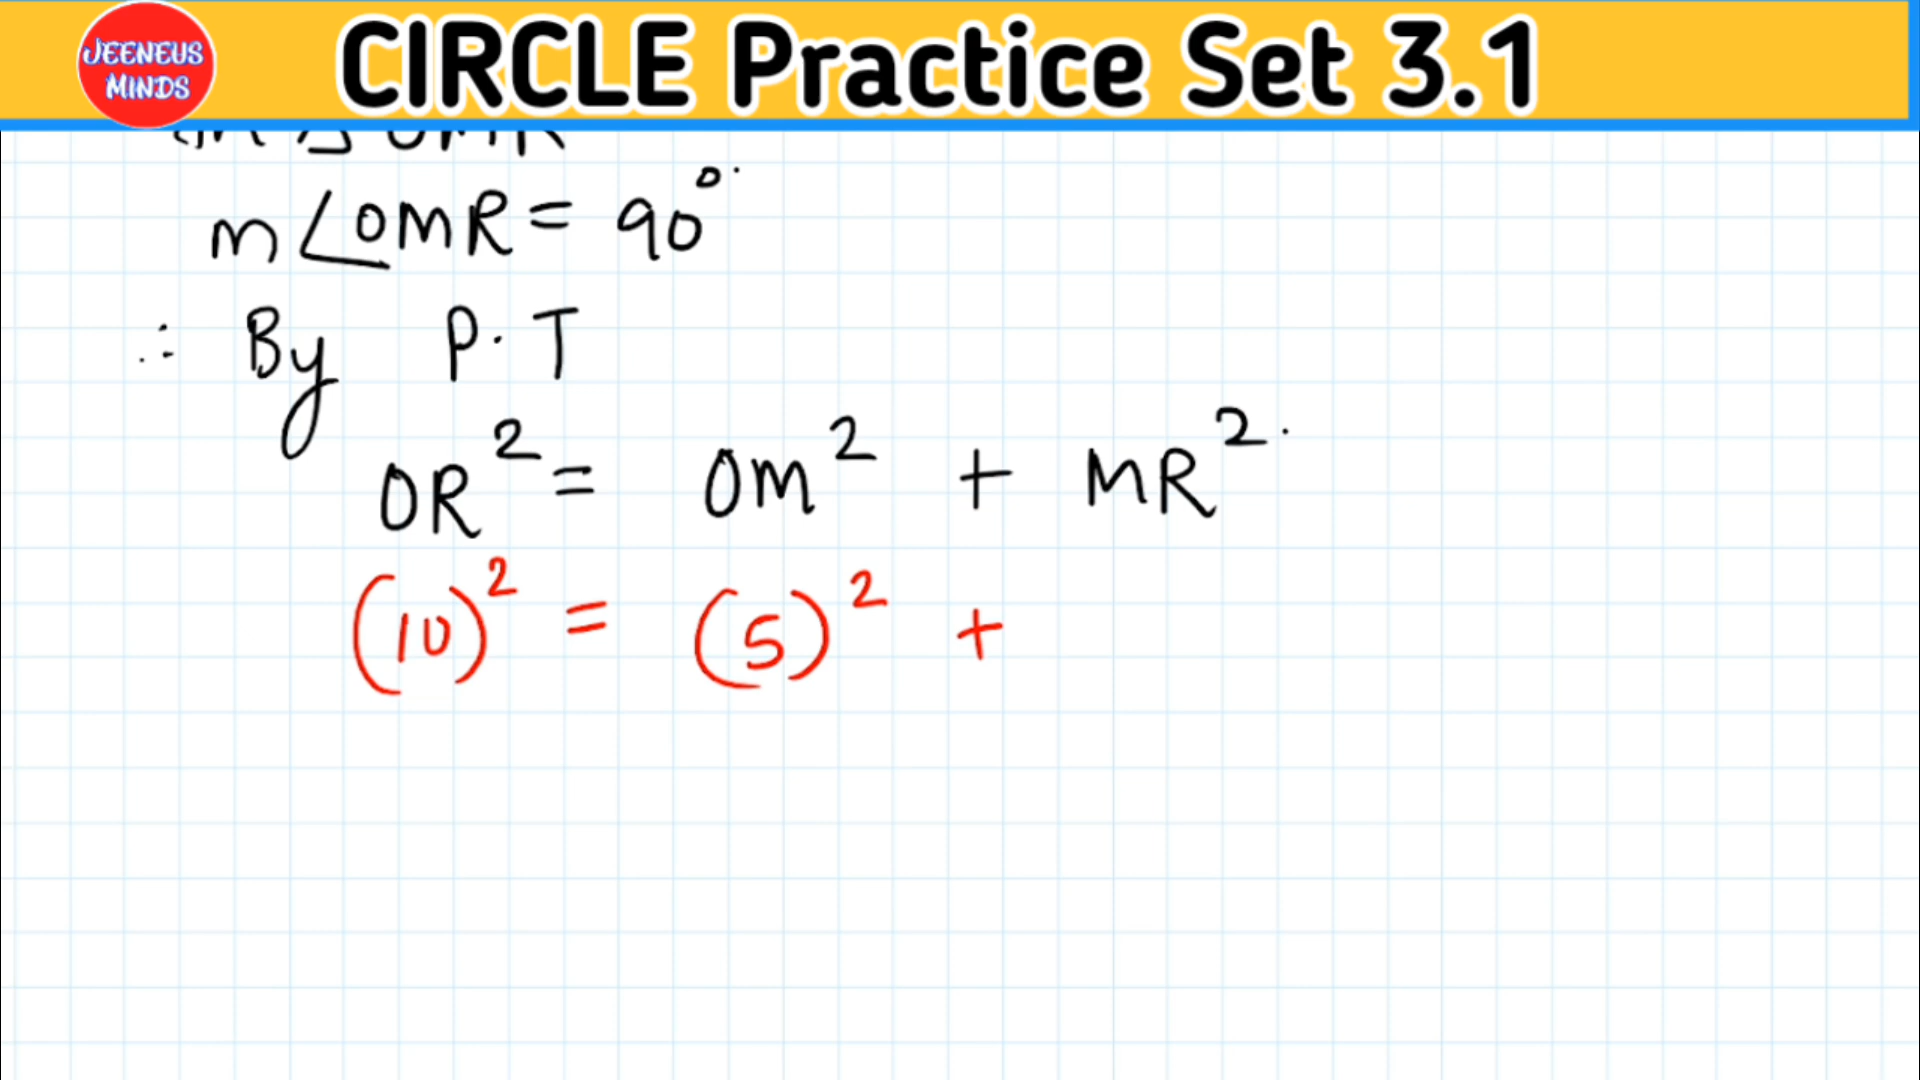 JEENEUS
MINDS
CIRCLE Practice Set 3.1
m∠OMR = 90°
∴ By P.T
OR² = OM² + MR²
(10)² = (5)² +